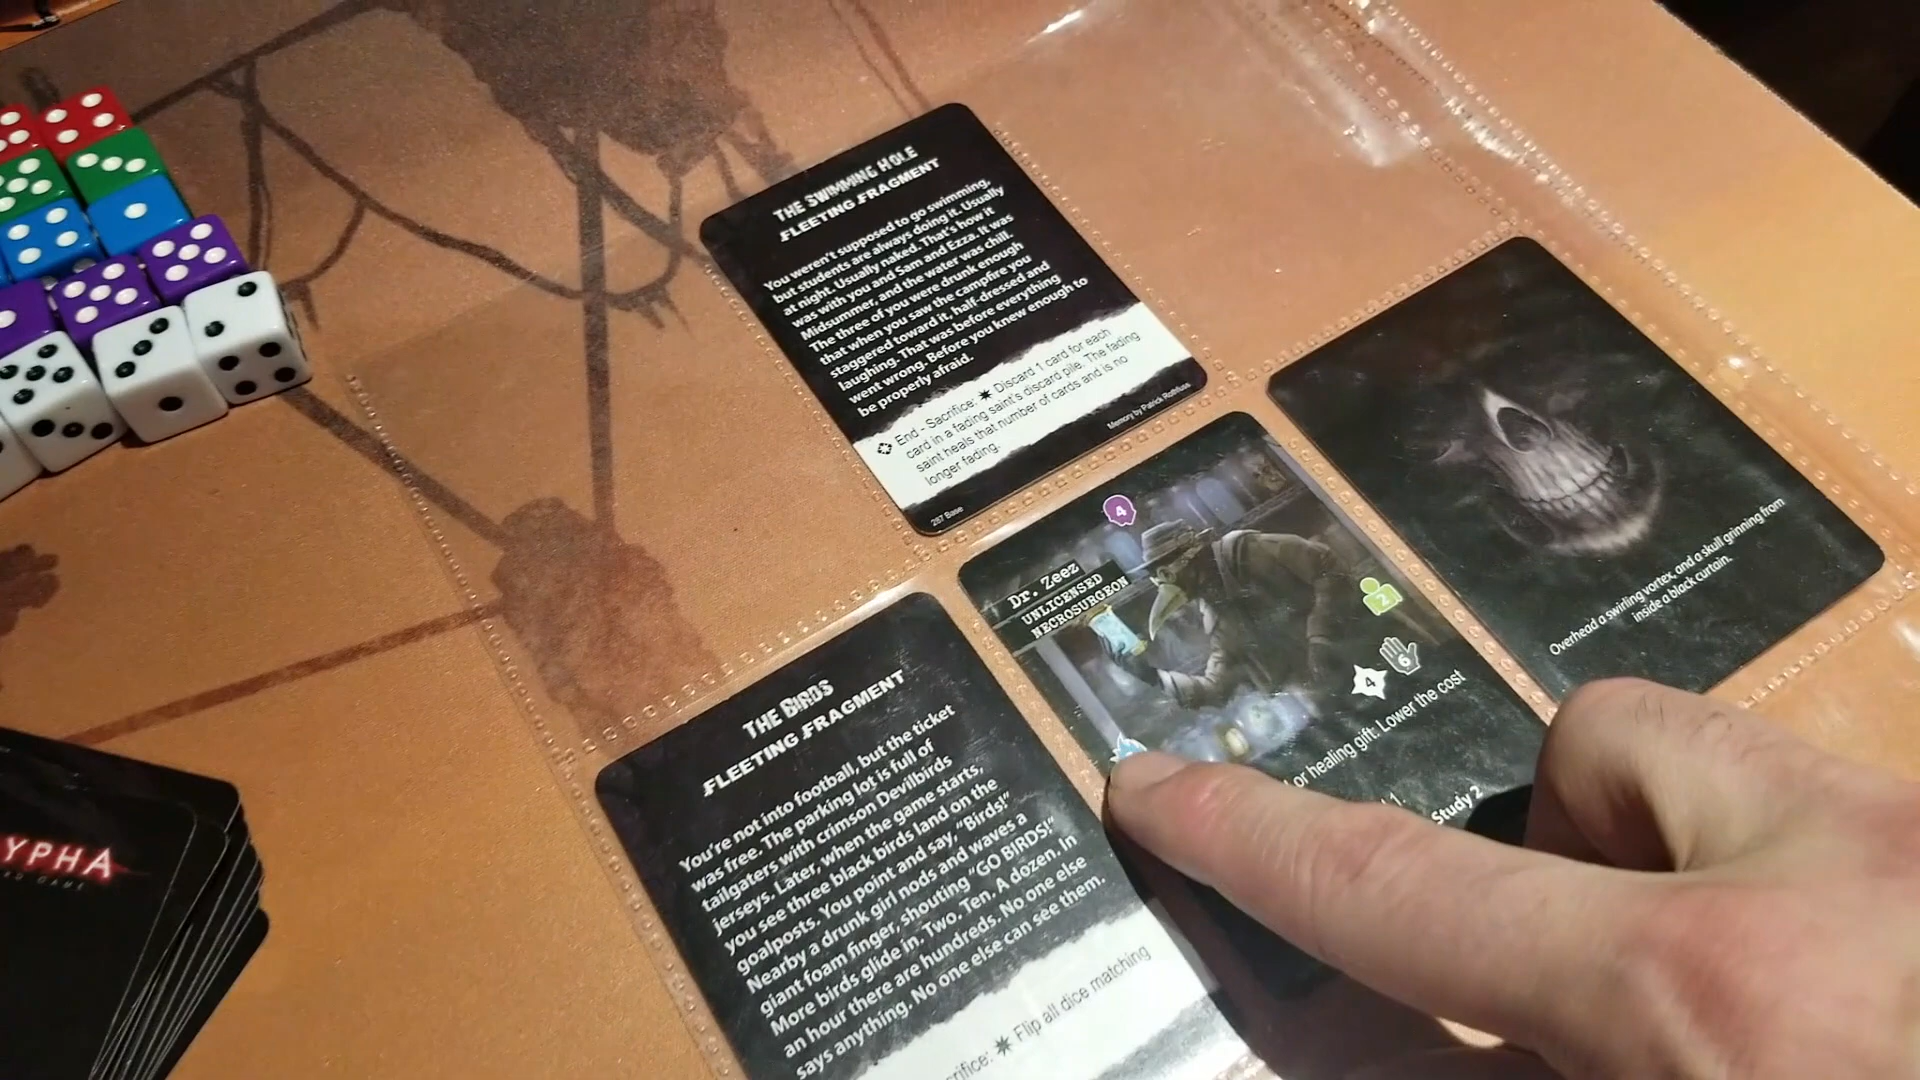 THE SWIMMING HOLE
FLEETING FRAGMENT
You weren't supposed to go swimming,
but students are always doing it. Usually
at night. Usually naked. That's how it
was with you and Sam and Ezza. It was
Midsummer, and the water was chill.
The three of you were drunk enough
that when you saw the campfire you
staggered toward it, half-dressed and
laughing. That was before everything
went wrong. Before you knew enough to
be properly afraid.
End - Sacrifice: Discard 1 card for each
card in a fading saint's discard pile. The fading
saint heals that number of cards and is no
longer fading.
287 Base
Memory by Patrick Rothfuss
4
Dr. Zeez
UNLICENSED
NECROSURGEON
2
4
6
or healing gift: Lower the cost
1.
Study 2
Overhead a swirling vortex, and a skull grinning from
inside a black curtain.
THE BIRDS
FLEETING FRAGMENT
You're not into football, but the ticket
was free. The parking lot is full of
tailgaters with crimson Devilbirds
jerseys. Later, when the game starts,
you see three black birds land on the
goalposts. You point and say, "Birds!"
Nearby a drunk girl nods and waves a
giant foam finger, shouting "GO BIRDS!"
More birds glide in. Two. Ten. A dozen. In
an hour there are hundreds. No one else
says anything. No one else can see them.
Flip all dice matching
YPHA